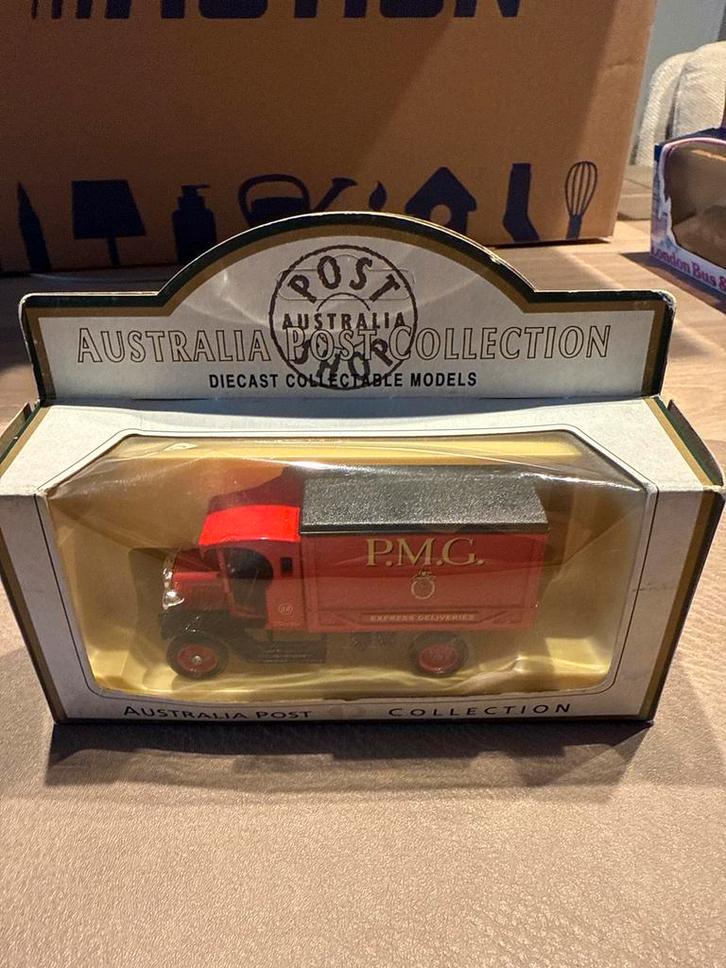 POST
AUSTRALIA
SHOP
AUSTRALIA POST COLLECTION
DIECAST COLLECTABLE MODELS
London Bus &
P.M.G.
EXPRESS DELIVERIES
AUSTRALIA POST COLLECTION